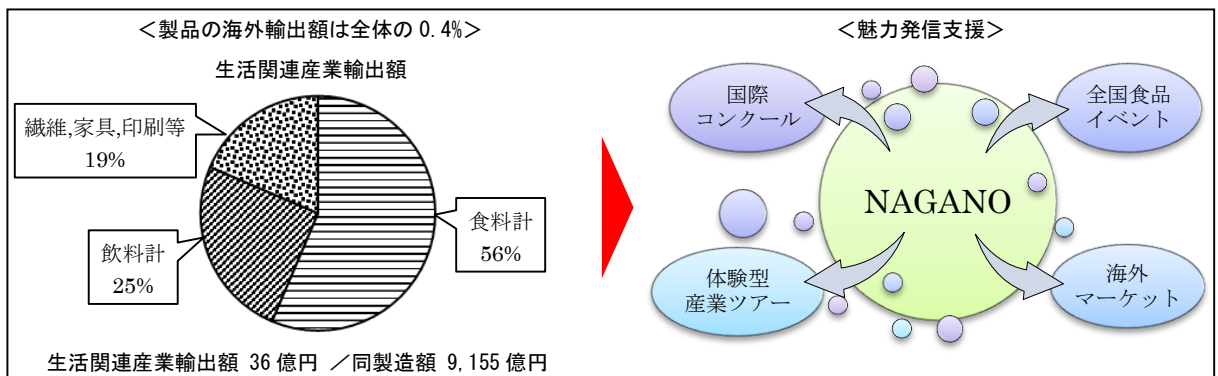 ＜製品の海外輸出額は全体の 0.4%＞
生活関連産業輸出額
繊維,家具,印刷等
19%
飲料計
25%
食料計
56%
生活関連産業輸出額 36 億円 ／同製造額 9,155 億円
＜魅力発信支援＞
国際
コンクール
全国食品
イベント
NAGANO
体験型
産業ツアー
海外
マーケット